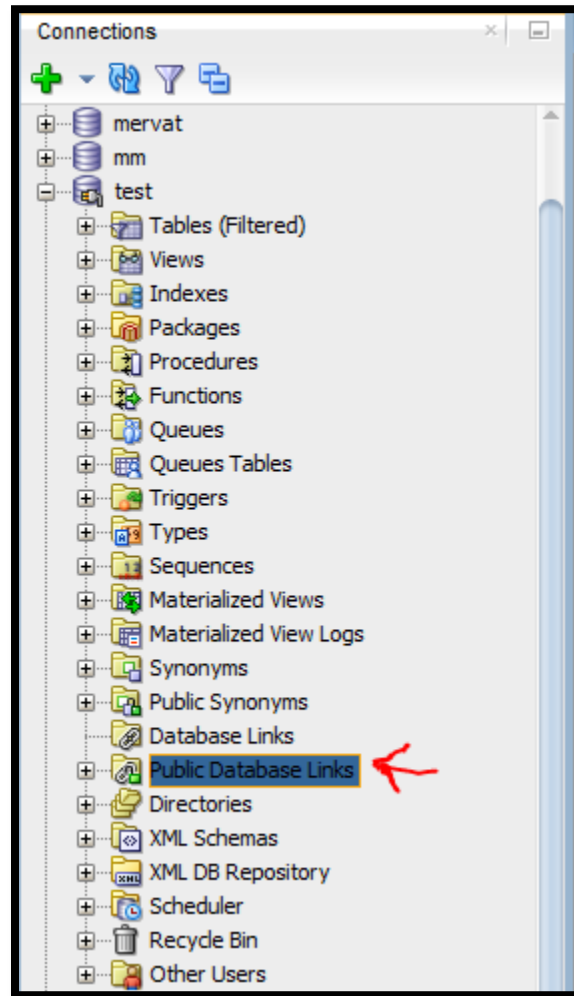 Connections
mervat
mm
test
Tables (Filtered)
Views
Indexes
Packages
Procedures
Functions
Queues
Queues Tables
Triggers
Types
Sequences
Materialized Views
Materialized View Logs
Synonyms
Public Synonyms
Database Links
Public Database Links
Directories
XML Schemas
XML DB Repository
Scheduler
Recycle Bin
Other Users